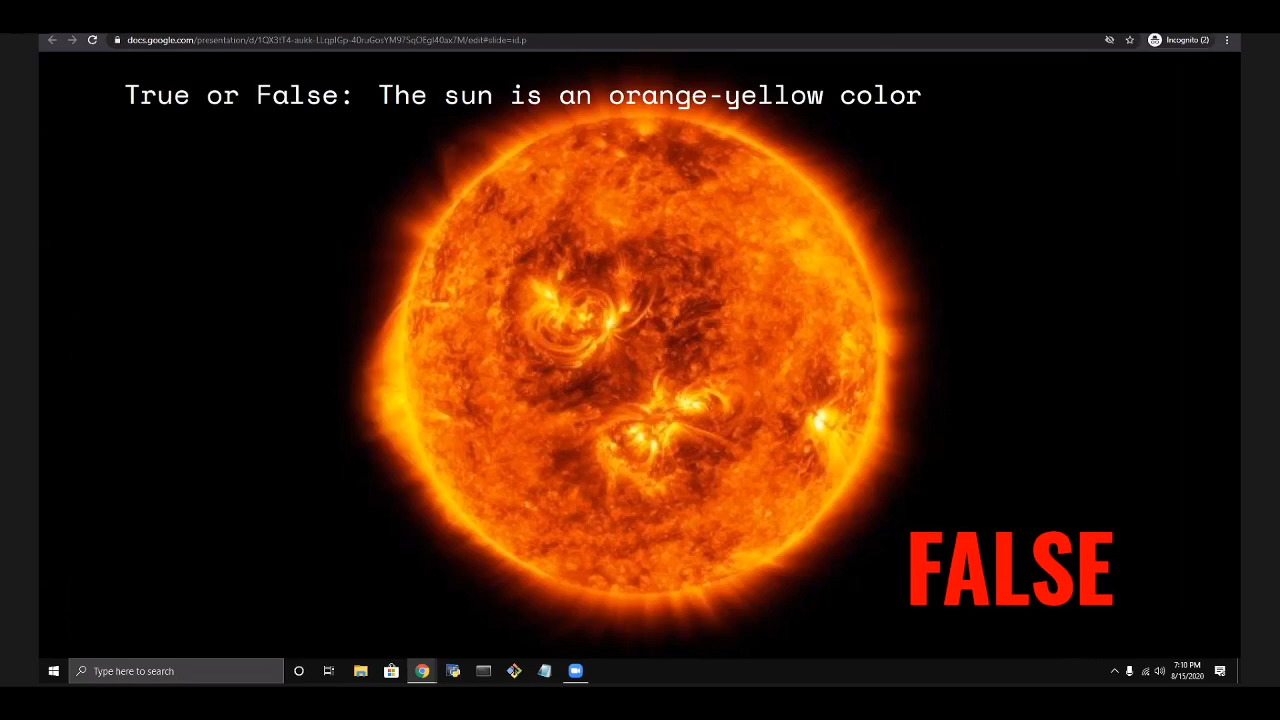 Incognito (2)
True or False: The sun is an orange-yellow color
FALSE
Type here to search
7:10 PM
8/15/2020